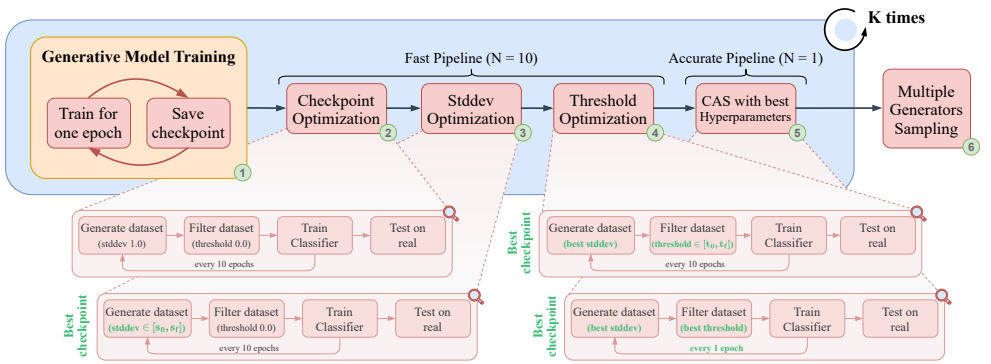 K times
Generative Model Training
Train for
one epoch
Save
checkpoint
1
Fast Pipeline (N = 10)
Checkpoint
Optimization
2
Stddev
Optimization
3
Threshold
Optimization
4
Accurate Pipeline (N = 1)
CAS with best
Hyperparameters
5
Multiple
Generators
Sampling
6
Generate dataset
(stddev 1.0)
Filter dataset
(threshold 0.0)
Train
Classifier
Test on
real
every 10 epochs
Best
checkpoint
Generate dataset
(best stddev)
Filter dataset
(threshold ∈ [t₀, t_f])
Train
Classifier
Test on
real
every 10 epochs
Best
checkpoint
Generate dataset
(stddev ∈ [s₀, s_f])
Filter dataset
(threshold 0.0)
Train
Classifier
Test on
real
every 10 epochs
Best
checkpoint
Generate dataset
(best stddev)
Filter dataset
(best threshold)
Train
Classifier
Test on
real
every 1 epoch